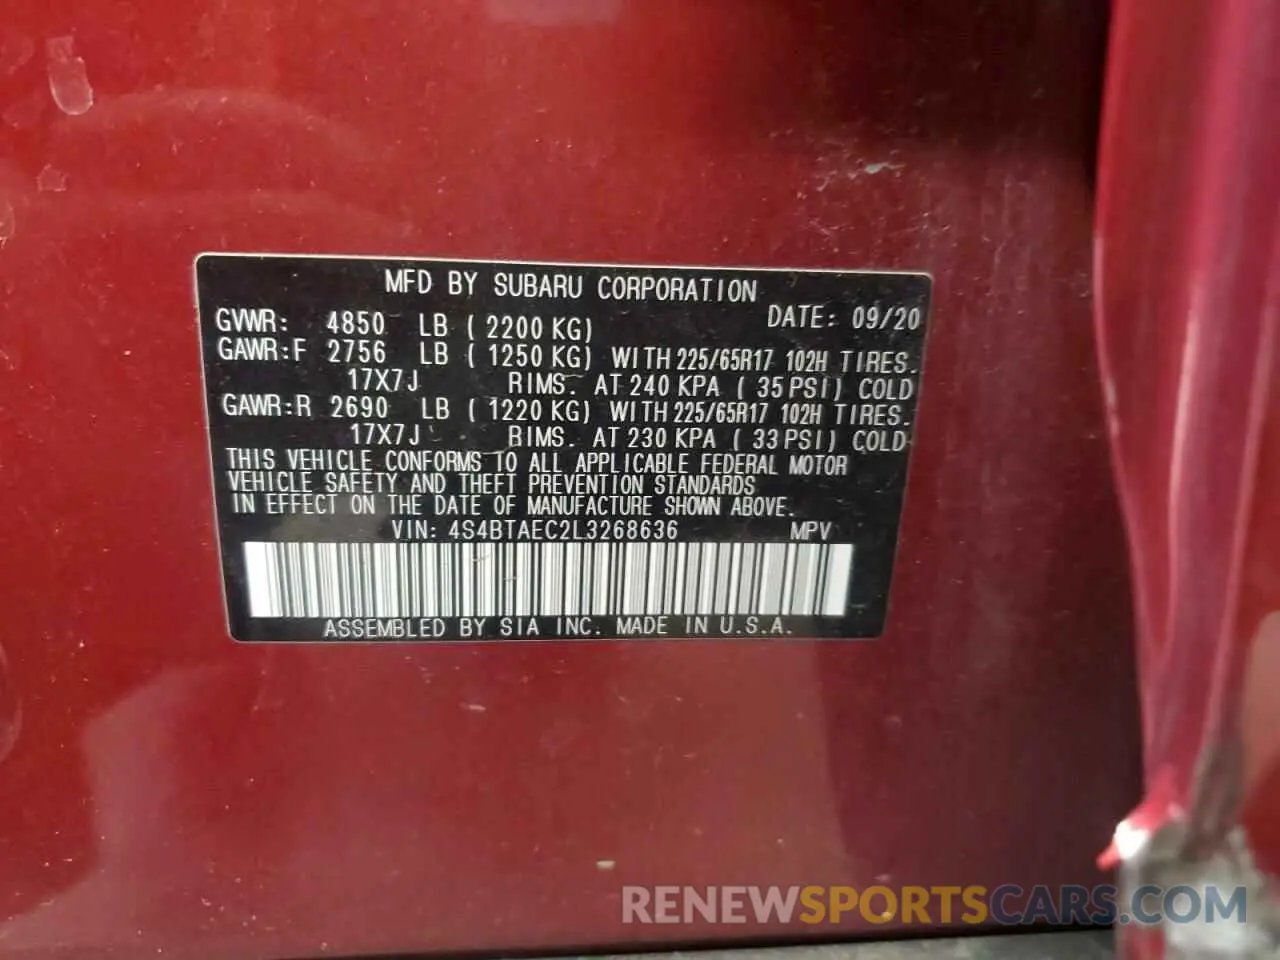 MFD BY SUBARU CORPORATION
GVWR: 4850 LB ( 2200 KG) DATE: 09/20
GAWR:F 2756 LB ( 1250 KG) WITH 225/65R17 102H TIRES.
17X7J RIMS. AT 240 KPA ( 35 PSI) COLD
GAWR:R 2690 LB ( 1220 KG) WITH 225/65R17 102H TIRES.
17X7J RIMS. AT 230 KPA ( 33 PSI) COLD
THIS VEHICLE CONFORMS TO ALL APPLICABLE FEDERAL MOTOR
VEHICLE SAFETY AND THEFT PREVENTION STANDARDS
IN EFFECT ON THE DATE OF MANUFACTURE SHOWN ABOVE.
VIN: 4S4BTAEC2L3268636 MPV
ASSEMBLED BY SIA INC. MADE IN U.S.A.
RENEWSPORTSCARS.COM